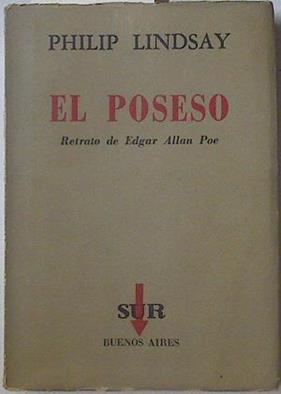 PHILIP LINDSAY
EL POSESO
Retrato de Edgar Allan Poe
SUR
BUENOS AIRES